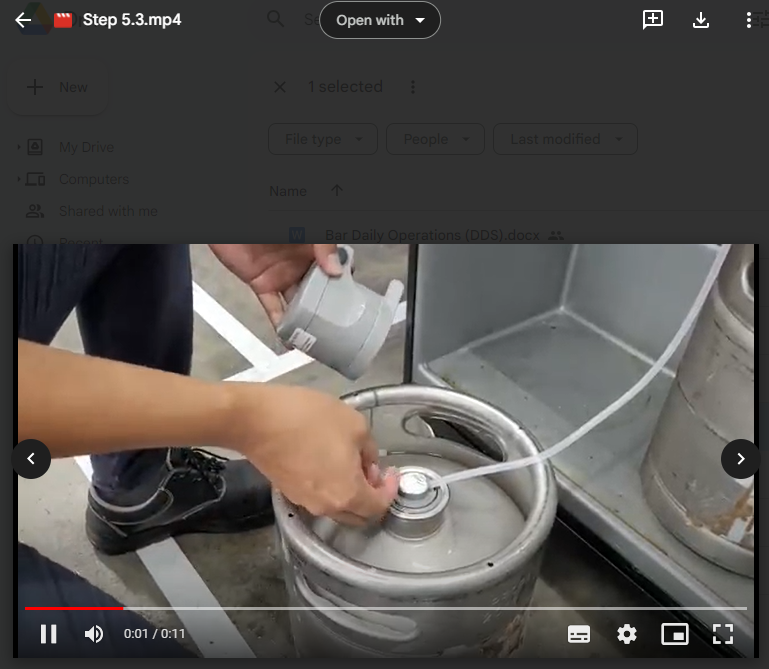 Step 5.3.mp4
Open with
New
1 selected
File type
People
Last modified
My Drive
Computers
Shared with me
Recent
Name
Bar Daily Operations (DDS).docx
0:01 / 0:11